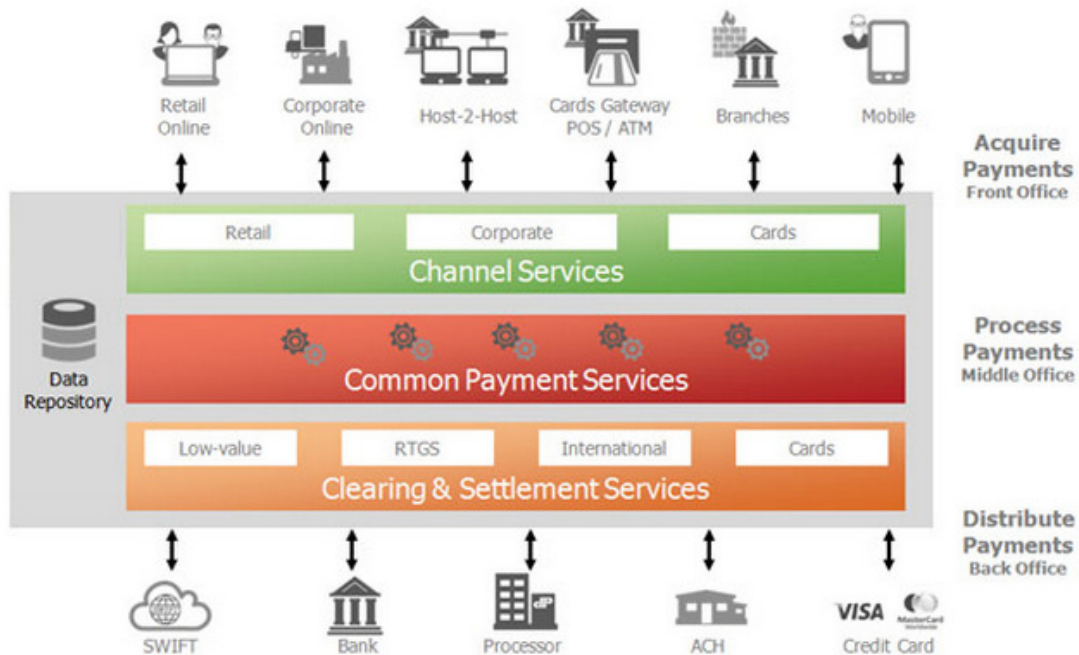 Retail
Online
Corporate
Online
Host-2-Host
Cards Gateway
POS / ATM
Branches
Mobile
Acquire
Payments
Front Office
Retail
Corporate
Cards
Channel Services
Data
Repository
Common Payment Services
Process
Payments
Middle Office
Low-value
RTGS
International
Cards
Clearing & Settlement Services
Distribute
Payments
Back Office
SWIFT
Bank
Processor
ACH
VISA
MasterCard
Worldwide
Credit Card